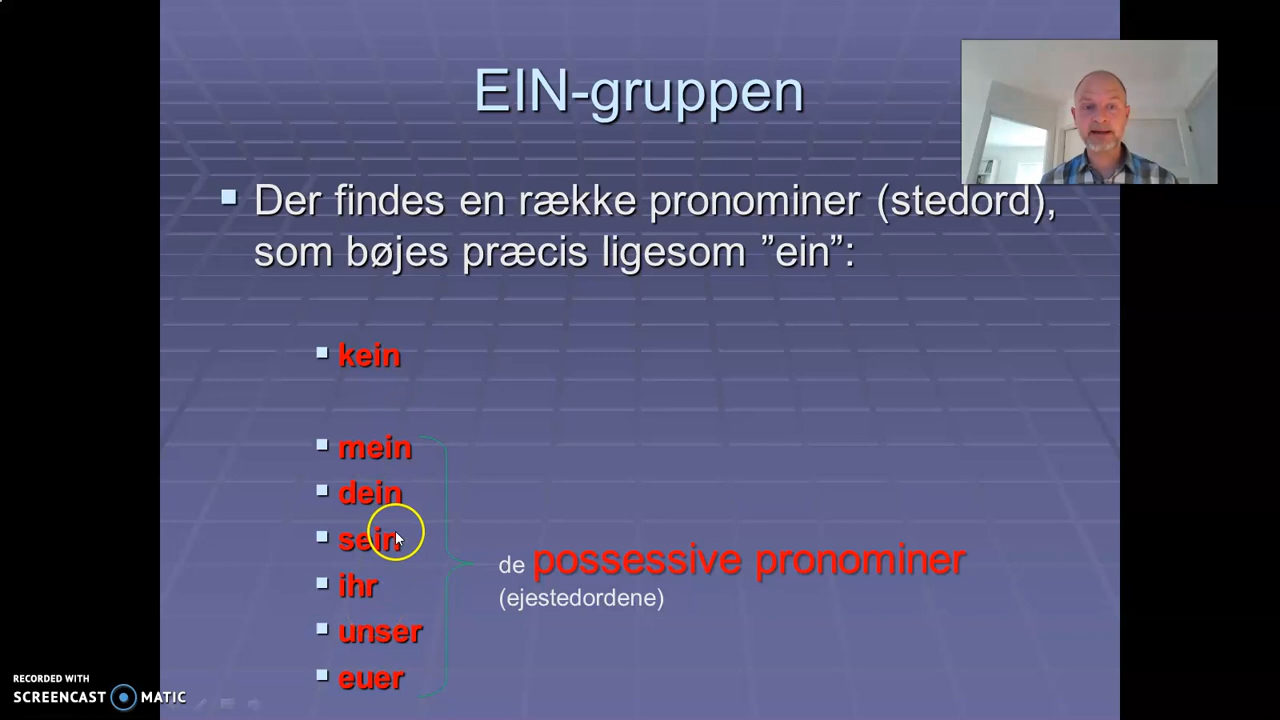 EIN-gruppen
Der findes en række pronominer (stedord),
som bøjes præcis ligesom ”ein”:
kein
mein
dein
sein
ihr
unser
euer
de possessive pronominer
(ejestedordene)
RECORDED WITH
SCREENCAST MATIC